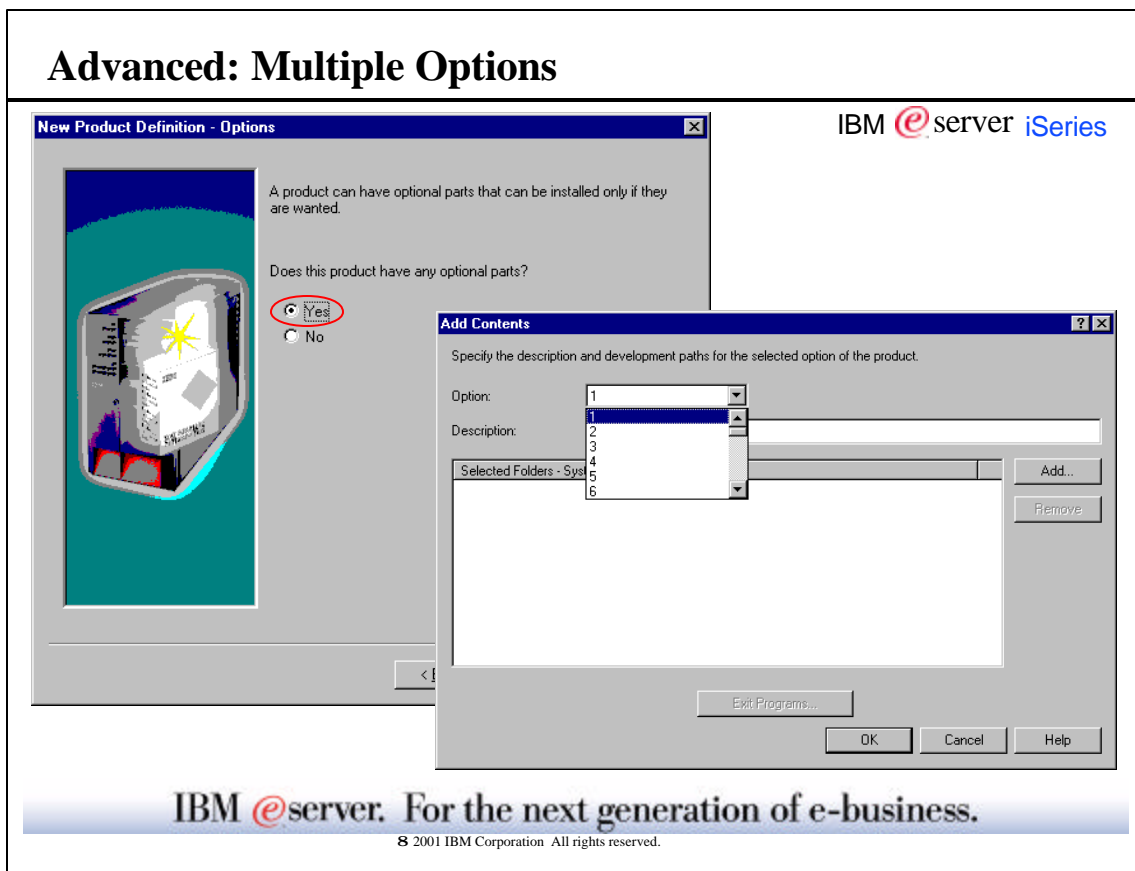 Advanced: Multiple Options
IBM e server iSeries
New Product Definition - Options
A product can have optional parts that can be installed only if they
are wanted.
Does this product have any optional parts?
Yes
No
Add Contents
Specify the description and development paths for the selected option of the product.
Option:
1
1
2
3
4
5
6
Description:
Selected Folders - Syst
Add...
Remove
Exit Programs...
OK
Cancel
Help
IBM @server. For the next generation of e-business.
8 2001 IBM Corporation All rights reserved.